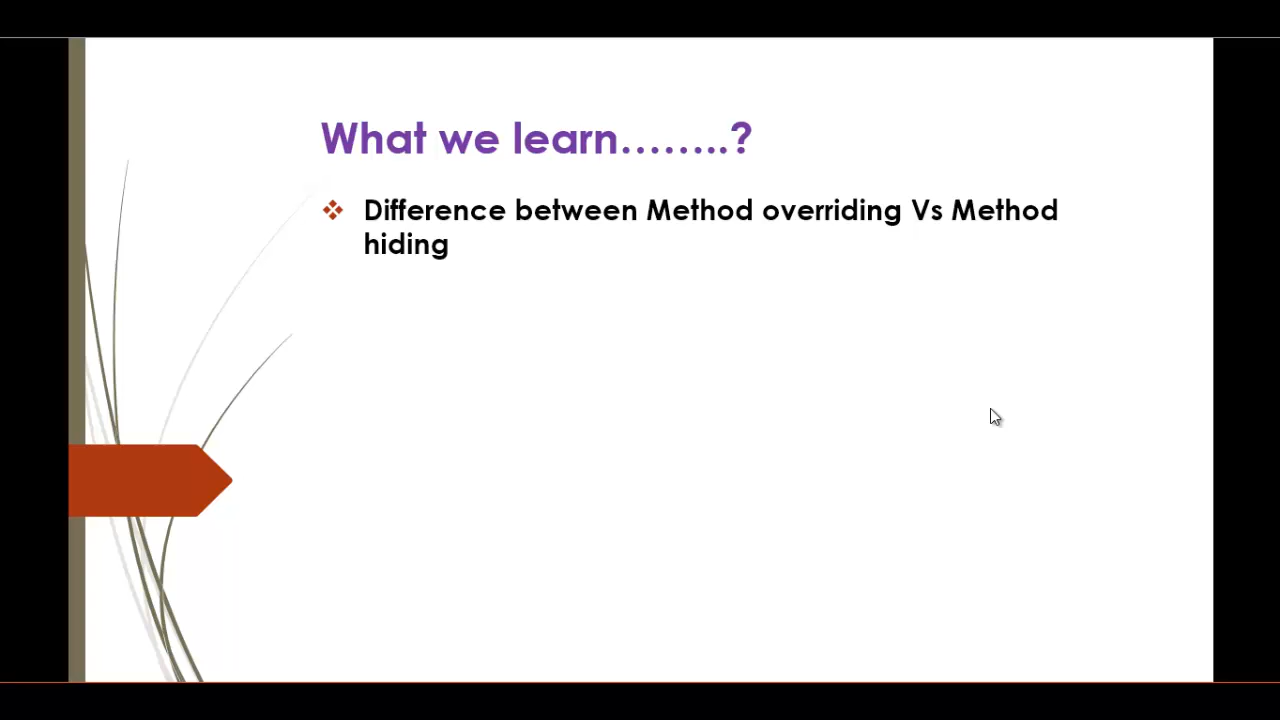 What we learn……..?
Difference between Method overriding Vs Method
hiding